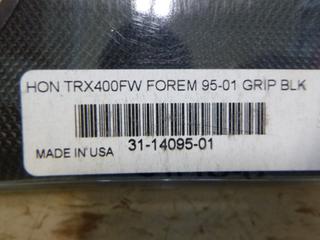 HON TRX400FW FOREM 95-01 GRIP BLK
MADE IN USA 31-14095-01